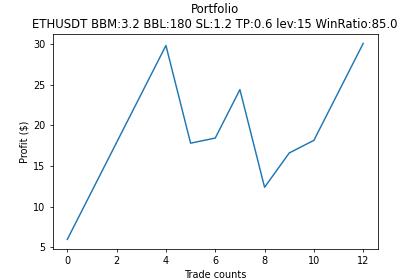 Portfolio
ETHUSDT BBM:3.2 BBL:180 SL:1.2 TP:0.6 lev:15 WinRatio:85.0
30
25
20
15
10
5
Profit ($)
0 2 4 6 8 10 12
Trade counts